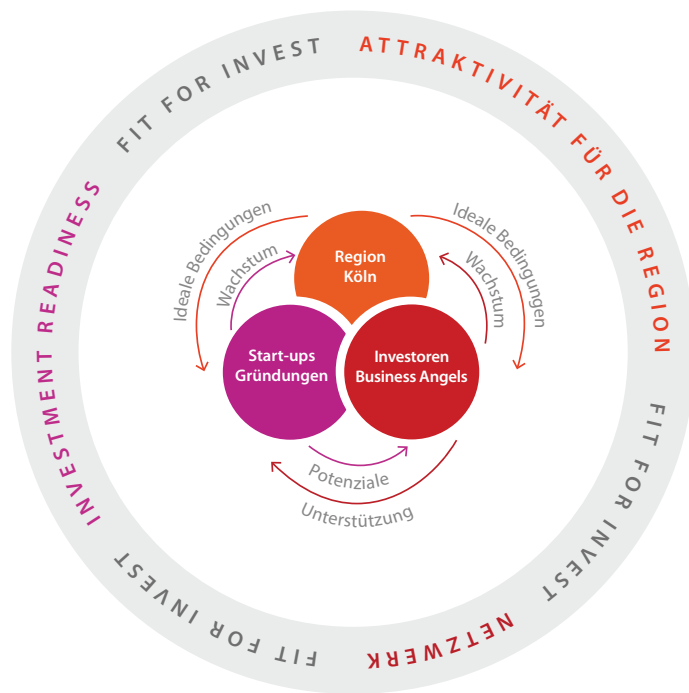 FIT FOR INVEST
ATTRAKTIVITÄT FÜR DIE REGION
FIT FOR INVEST
NETZWERK
FIT FOR INVEST
INVESTMENT READINESS
Ideale Bedingungen
Wachstum
Region
Köln
Ideale Bedingungen
Wachstum
Start-ups
Gründungen
Investoren
Business Angels
Potenziale
Unterstützung